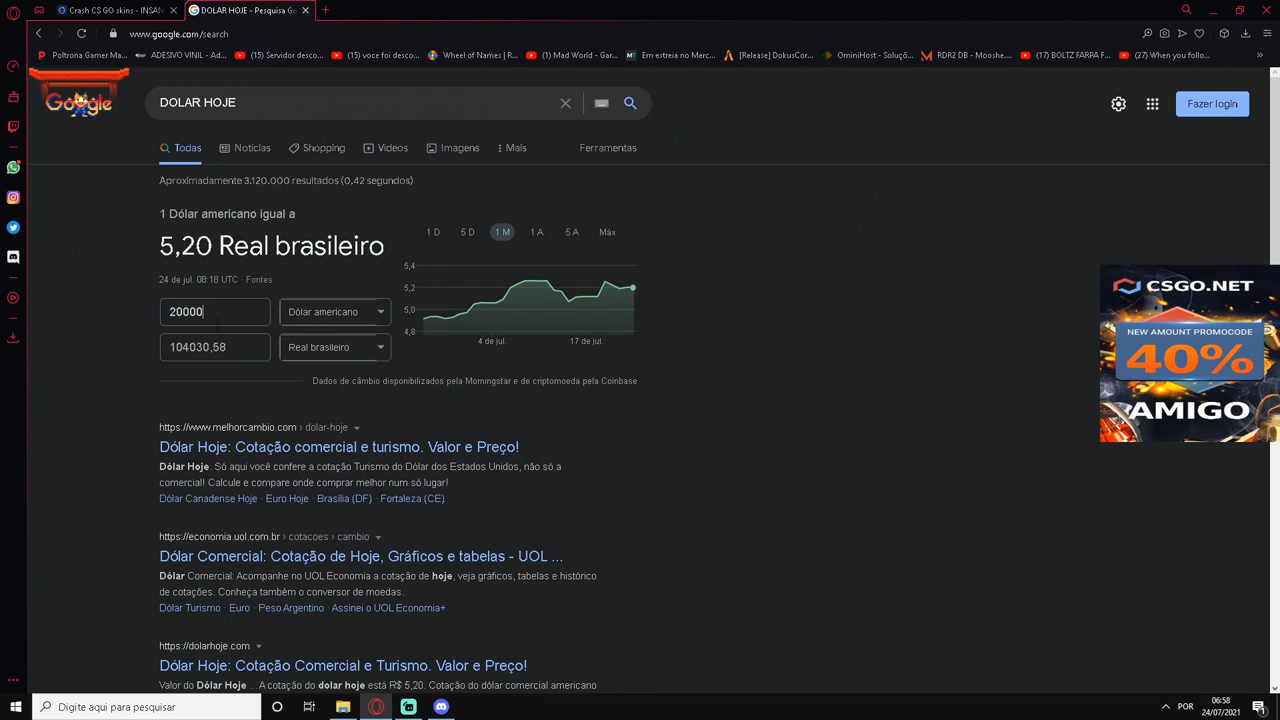 Crash CS GO skins - INSAN
DOLAR HOJE - Pesquisa Go
www.google.com/search
Poltrona Gamer Ma...
ADESIVO VINIL - Ad...
(15) Servidor desco...
(15) voce foi descon...
Wheel of Names | R...
(1) Mad World - Gar...
Em estreia no Merc...
[Release] DokusCor...
OminiHost - Soluçõ...
RDR2 DB - Mooshe...
(17) BOLTZ FARPA F...
(27) When you follo...
Google
DOLAR HOJE
Fazer login
Todas
Notícias
Shopping
Vídeos
Imagens
Mais
Ferramentas
Aproximadamente 3.120.000 resultados (0,42 segundos)
1 Dólar americano igual a
5,20 Real brasileiro
24 de jul. 08:18 UTC · Fontes
1 D
5 D
1 M
1 A
5 A
Máx
5,4
5,2
5,0
4,8
4 de jul.
17 de jul.
20000
Dólar americano
104030,58
Real brasileiro
Dados de câmbio disponibilizados pela Morningstar e de criptomoeda pela Coinbase
https://www.melhorcambio.com › dolar-hoje
Dólar Hoje: Cotação comercial e turismo. Valor e Preço!
Dólar Hoje. Só aqui você confere a cotação Turismo do Dólar dos Estados Unidos, não só a
comercial! Calcule e compare onde comprar melhor num só lugar!
Dólar Canadense Hoje · Euro Hoje · Brasília (DF) · Fortaleza (CE)
https://economia.uol.com.br › cotacoes › cambio
Dólar Comercial: Cotação de Hoje, Gráficos e tabelas - UOL ...
Dólar Comercial: Acompanhe no UOL Economia a cotação de hoje, veja gráficos, tabelas e histórico
de cotações. Conheça também o conversor de moedas.
Dólar Turismo · Euro · Peso Argentino · Assinei o UOL Economia+
https://dolarhoje.com
Dólar Hoje: Cotação Comercial e Turismo. Valor e Preço!
Valor do Dólar Hoje ... A cotação do dolar hoje está R$ 5,20. Cotação do dólar comercial americano
CSGO.NET
NEW AMOUNT PROMOCODE
40%
AMIGO
Digite aqui para pesquisar
POR
06:58
24/07/2021
1